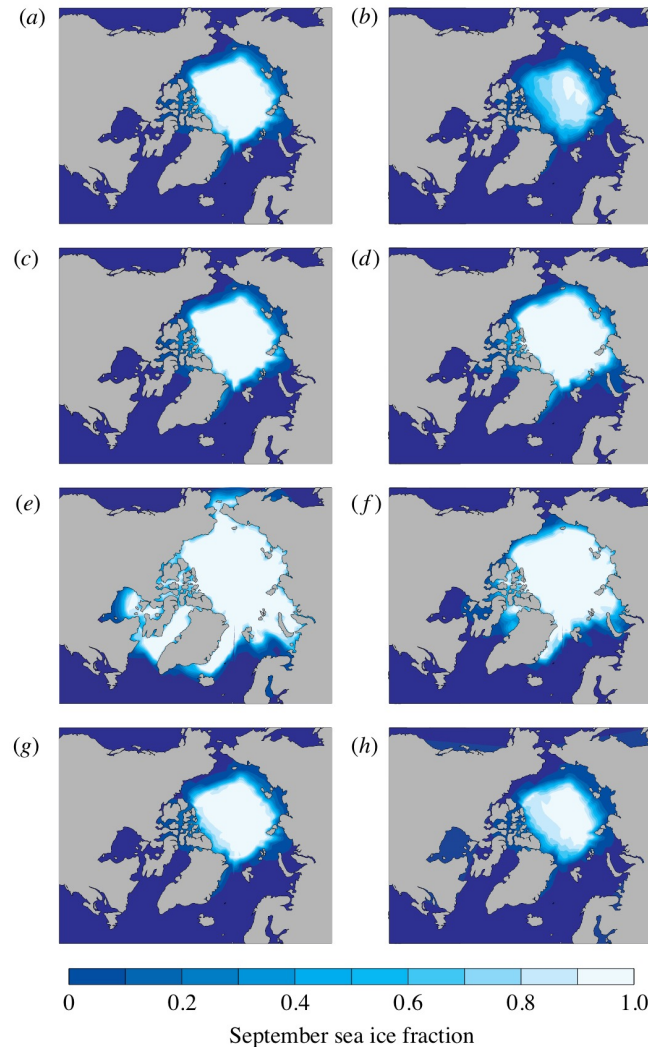 (a) (b)
(c) (d)
(e) (f)
(g) (h)
0 0.2 0.4 0.6 0.8 1.0
September sea ice fraction